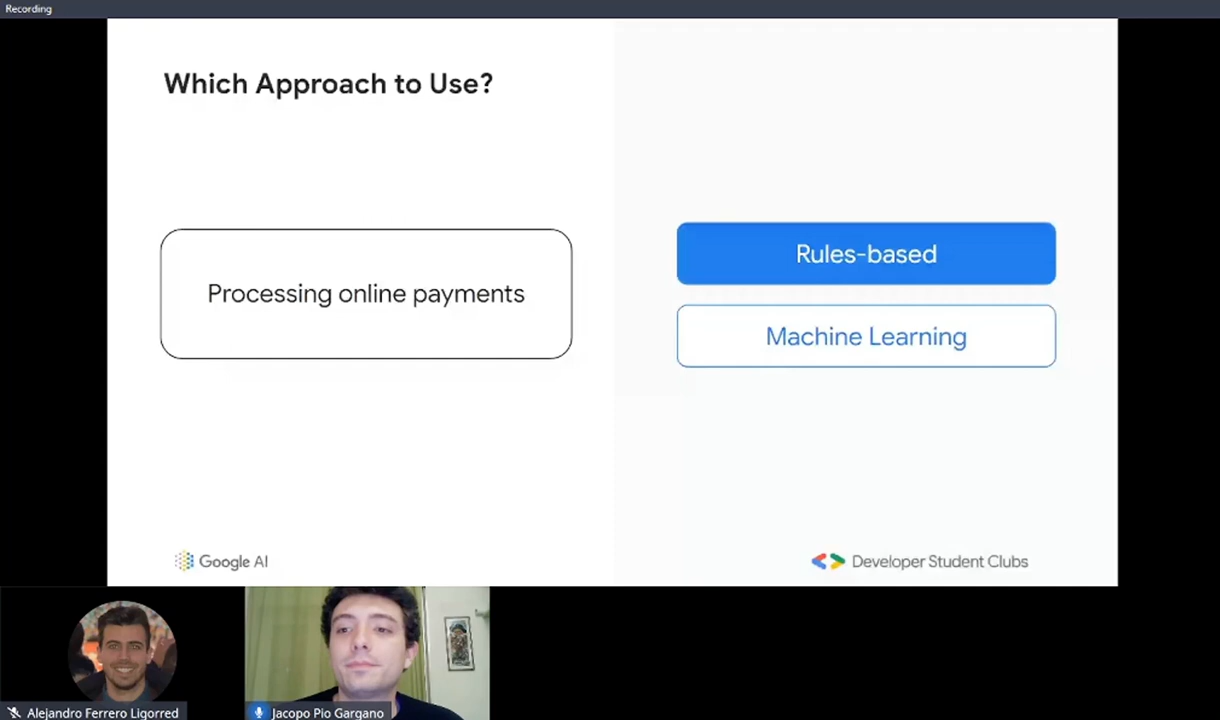 Recording
Which Approach to Use?
Processing online payments
Rules-based
Machine Learning
Google AI
Developer Student Clubs
Alejandro Ferrero Ligorred
Jacopo Pio Gargano